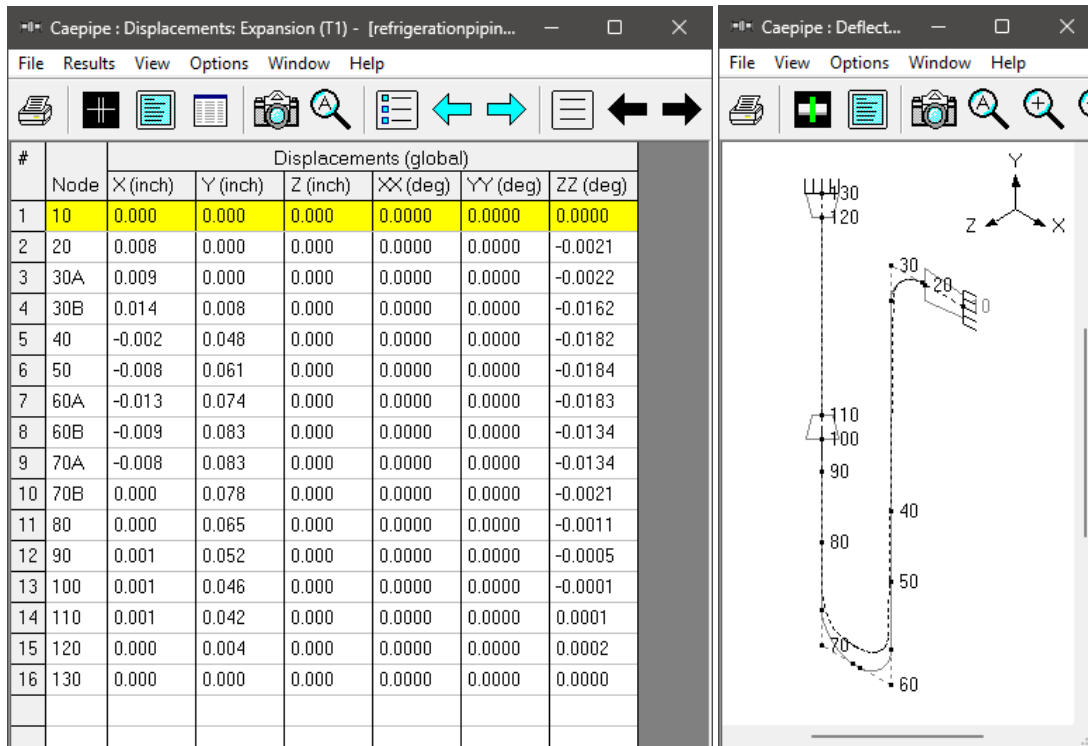 Caepipe : Displacements: Expansion (T1) - [refrigerationpipin...
File Results View Options Window Help
# Displacements (global)
Node X (inch) Y (inch) Z (inch) XX (deg) YY (deg) ZZ (deg)
1 10 0.000 0.000 0.000 0.0000 0.0000 0.0000
2 20 0.008 0.000 0.000 0.0000 0.0000 -0.0021
3 30A 0.009 0.000 0.000 0.0000 0.0000 -0.0022
4 30B 0.014 0.008 0.000 0.0000 0.0000 -0.0162
5 40 -0.002 0.048 0.000 0.0000 0.0000 -0.0182
6 50 -0.008 0.061 0.000 0.0000 0.0000 -0.0184
7 60A -0.013 0.074 0.000 0.0000 0.0000 -0.0183
8 60B -0.009 0.083 0.000 0.0000 0.0000 -0.0134
9 70A -0.008 0.083 0.000 0.0000 0.0000 -0.0134
10 70B 0.000 0.078 0.000 0.0000 0.0000 -0.0021
11 80 0.000 0.065 0.000 0.0000 0.0000 -0.0011
12 90 0.001 0.052 0.000 0.0000 0.0000 -0.0005
13 100 0.001 0.046 0.000 0.0000 0.0000 -0.0001
14 110 0.001 0.042 0.000 0.0000 0.0000 0.0001
15 120 0.000 0.004 0.000 0.0000 0.0000 0.0002
16 130 0.000 0.000 0.000 0.0000 0.0000 0.0000
Caepipe : Deflect...
File View Options Window Help
Y
Z
X
130
120
30
20
110
100
90
40
80
50
70
60